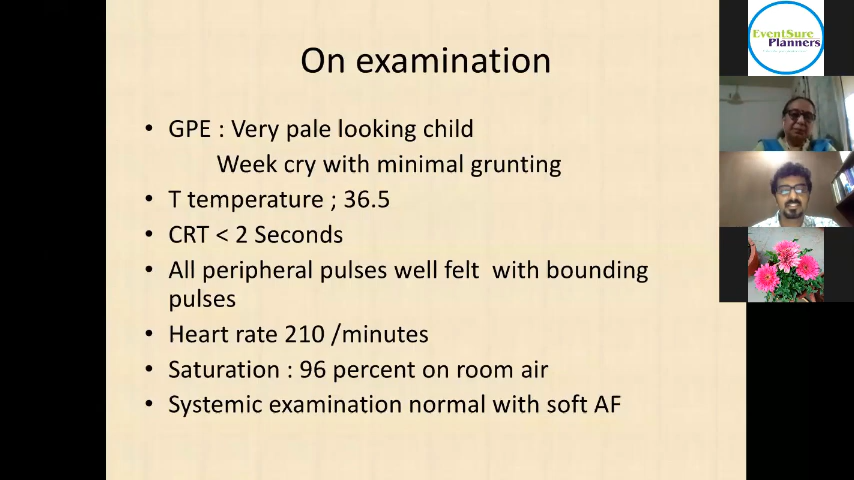 On examination
• GPE : Very pale looking child
Week cry with minimal grunting
• T temperature ; 36.5
• CRT < 2 Seconds
• All peripheral pulses well felt with bounding
pulses
• Heart rate 210 /minutes
• Saturation : 96 percent on room air
• Systemic examination normal with soft AF
EventSure
Planners